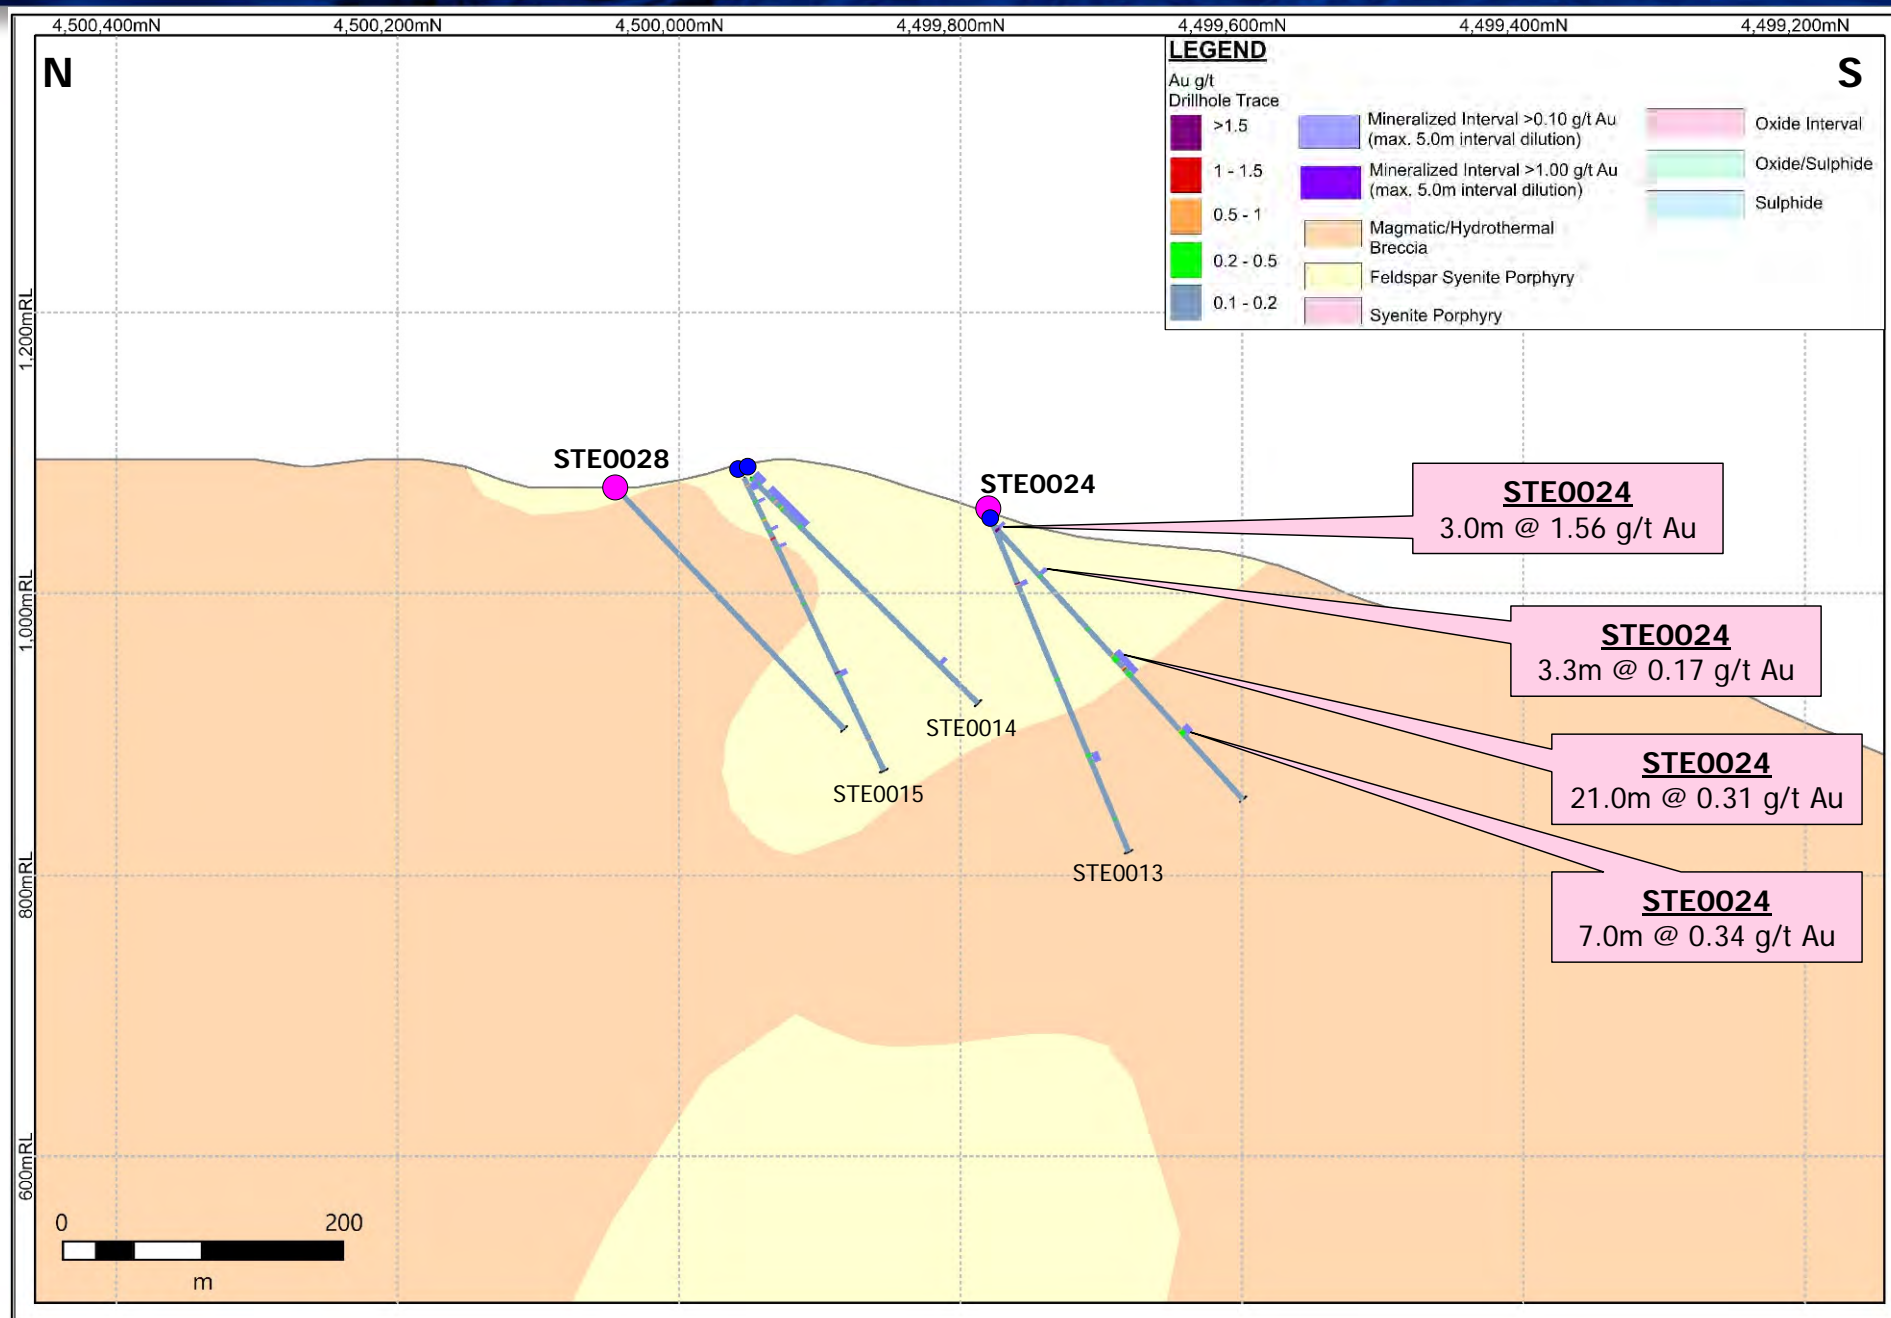 4,500,400mN 4,500,200mN 4,500,000mN 4,499,800mN 4,499,600mN 4,499,400mN 4,499,200mN
N
S
LEGEND
Au g/t
Drillhole Trace
>1.5
1 - 1.5
0.5 - 1
0.2 - 0.5
0.1 - 0.2
Mineralized Interval >0.10 g/t Au
(max. 5.0m interval dilution)
Mineralized Interval >1.00 g/t Au
(max. 5.0m interval dilution)
Magmatic/Hydrothermal
Breccia
Feldspar Syenite Porphyry
Syenite Porphyry
Oxide Interval
Oxide/Sulphide
Sulphide
1,200mRL
1,000mRL
800mRL
600mRL
STE0028
STE0024
STE0014
STE0015
STE0013
STE0024
3.0m @ 1.56 g/t Au
STE0024
3.3m @ 0.17 g/t Au
STE0024
21.0m @ 0.31 g/t Au
STE0024
7.0m @ 0.34 g/t Au
0 200
m